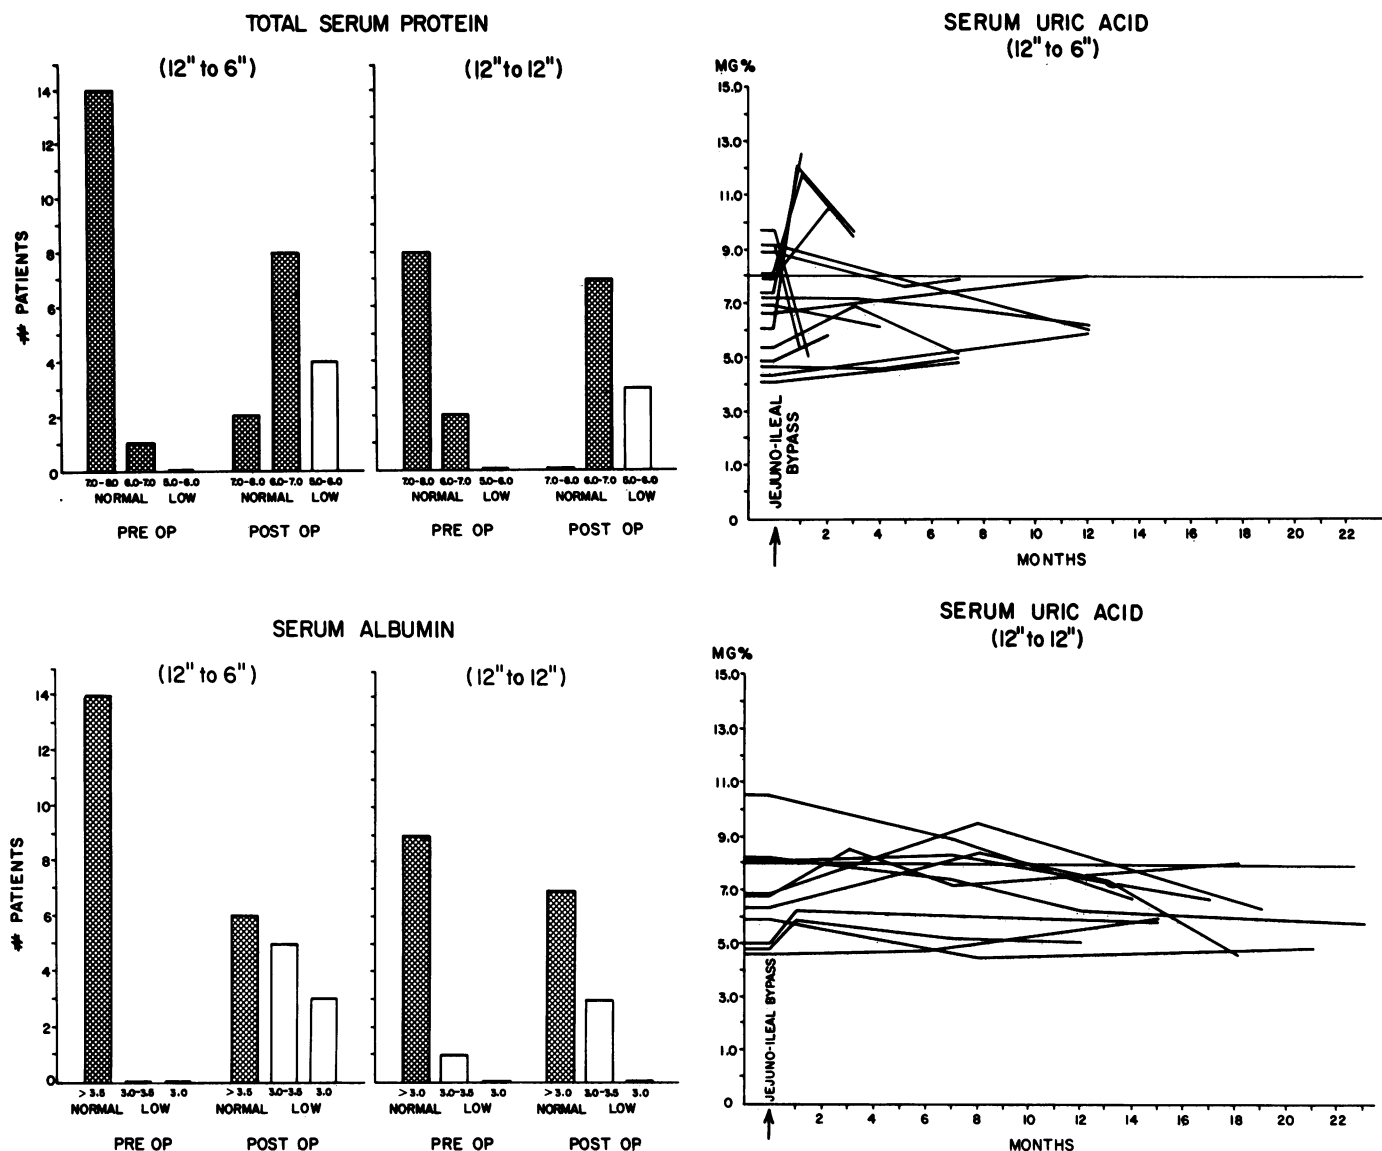 TOTAL SERUM PROTEIN
(12" to 6")
(12" to 12")
# PATIENTS
14
12
10
8
6
4
2
0
7.0-8.0 6.0-7.0 5.0-6.0
NORMAL LOW
PRE OP
7.0-8.0 6.0-7.0 5.0-6.0
NORMAL LOW
POST OP
7.0-8.0 6.0-7.0 5.0-6.0
NORMAL LOW
PRE OP
7.0-8.0 6.0-7.0 5.0-6.0
NORMAL LOW
POST OP
SERUM URIC ACID
(12" to 6")
MG%
15.0
13.0
11.0
9.0
7.0
5.0
3.0
1.0
0
JEJUNO-ILEAL
BYPASS
2 4 6 8 10 12 14 16 18 20 22
MONTHS
SERUM ALBUMIN
(12" to 6")
(12" to 12")
# PATIENTS
14
12
10
8
6
4
2
0
>3.5 3.0-3.5 3.0
NORMAL LOW
PRE OP
>3.5 3.0-3.5 3.0
NORMAL LOW
POST OP
>3.0 3.0-3.5 3.0
NORMAL LOW
PRE OP
>3.0 3.0-3.5 3.0
NORMAL LOW
POST OP
SERUM URIC ACID
(12" to 12")
MG%
15.0
13.0
11.0
9.0
7.0
5.0
3.0
1.0
0
JEJUNO-ILEAL BYPASS
2 4 6 8 10 12 14 16 18 20 22
MONTHS